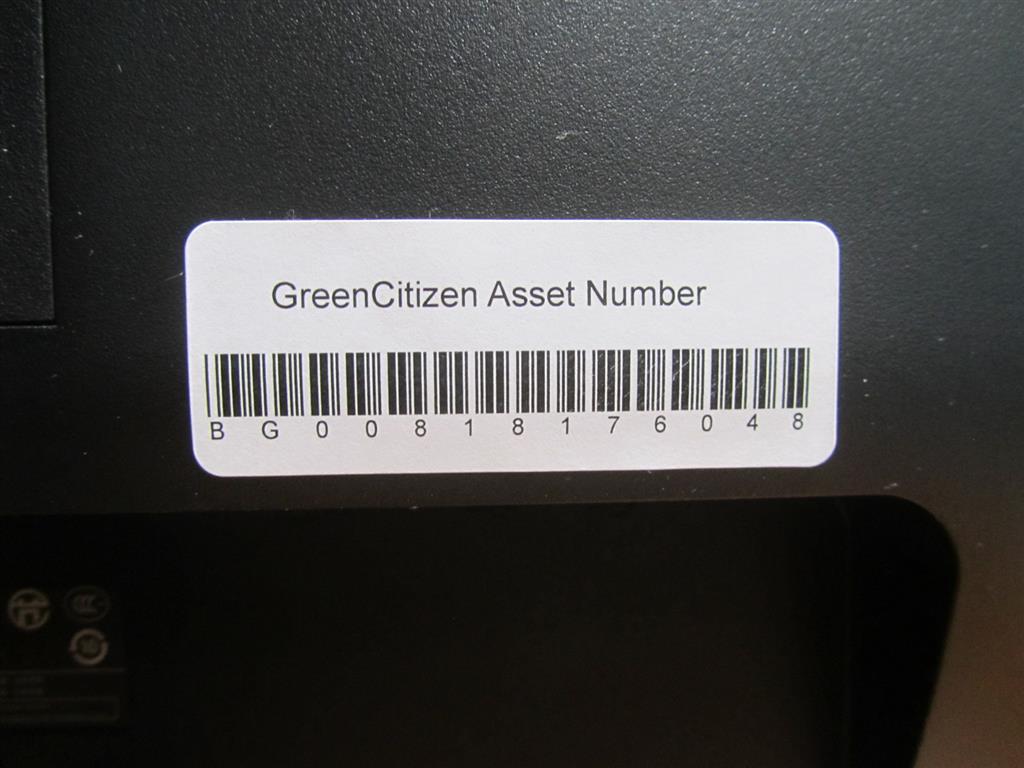 GreenCitizen Asset Number
B G 0 0 8 1 8 1 7 6 0 4 8